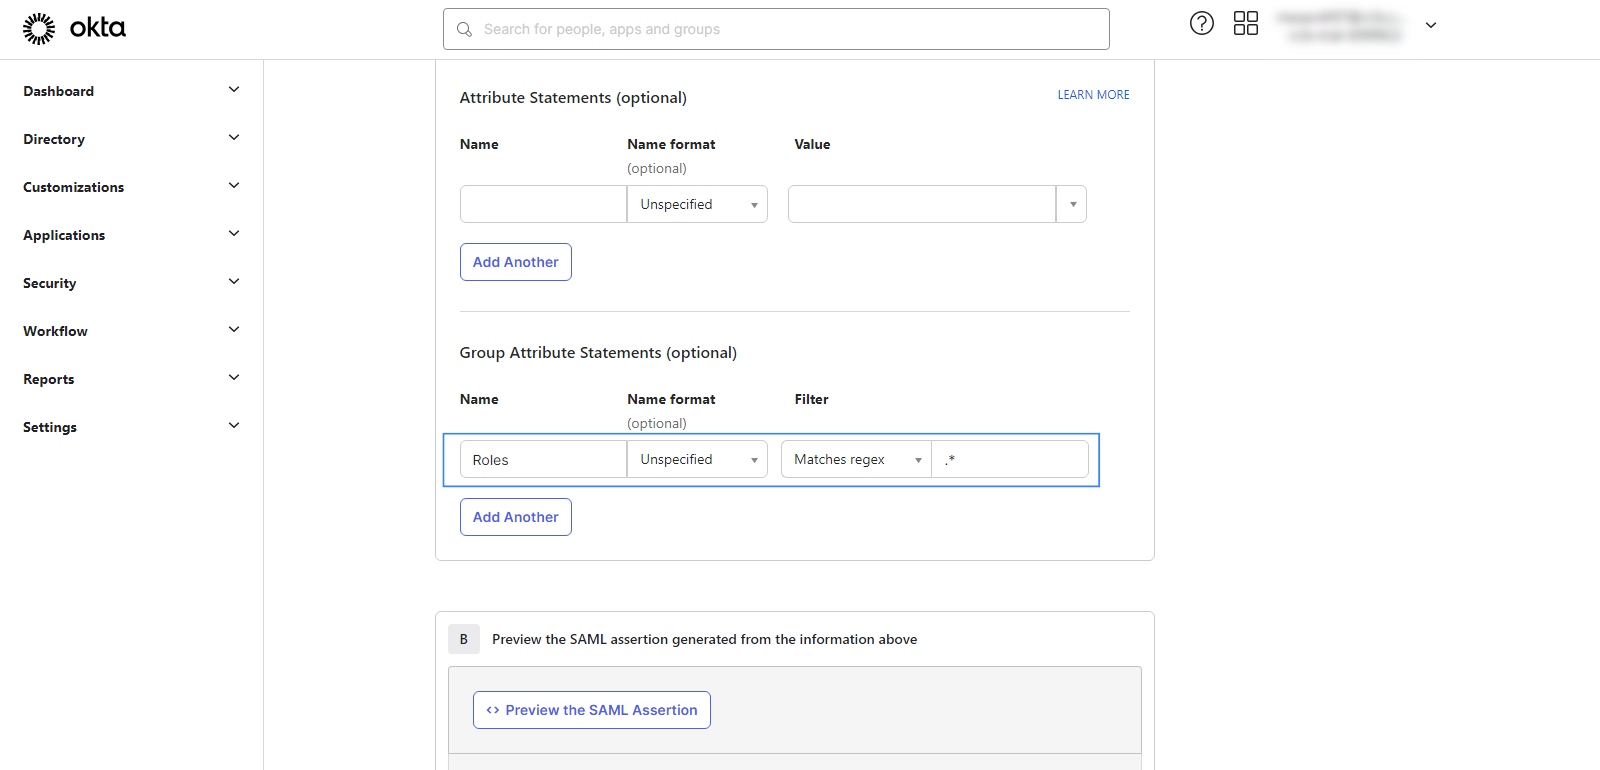 okta
Search for people, apps and groups
Dashboard
Directory
Customizations
Applications
Security
Workflow
Reports
Settings
Attribute Statements (optional)
LEARN MORE
Name Name format Value
(optional)
Unspecified
Add Another
Group Attribute Statements (optional)
Name Name format Filter
(optional)
Roles Unspecified Matches regex .*
Add Another
B Preview the SAML assertion generated from the information above
<> Preview the SAML Assertion